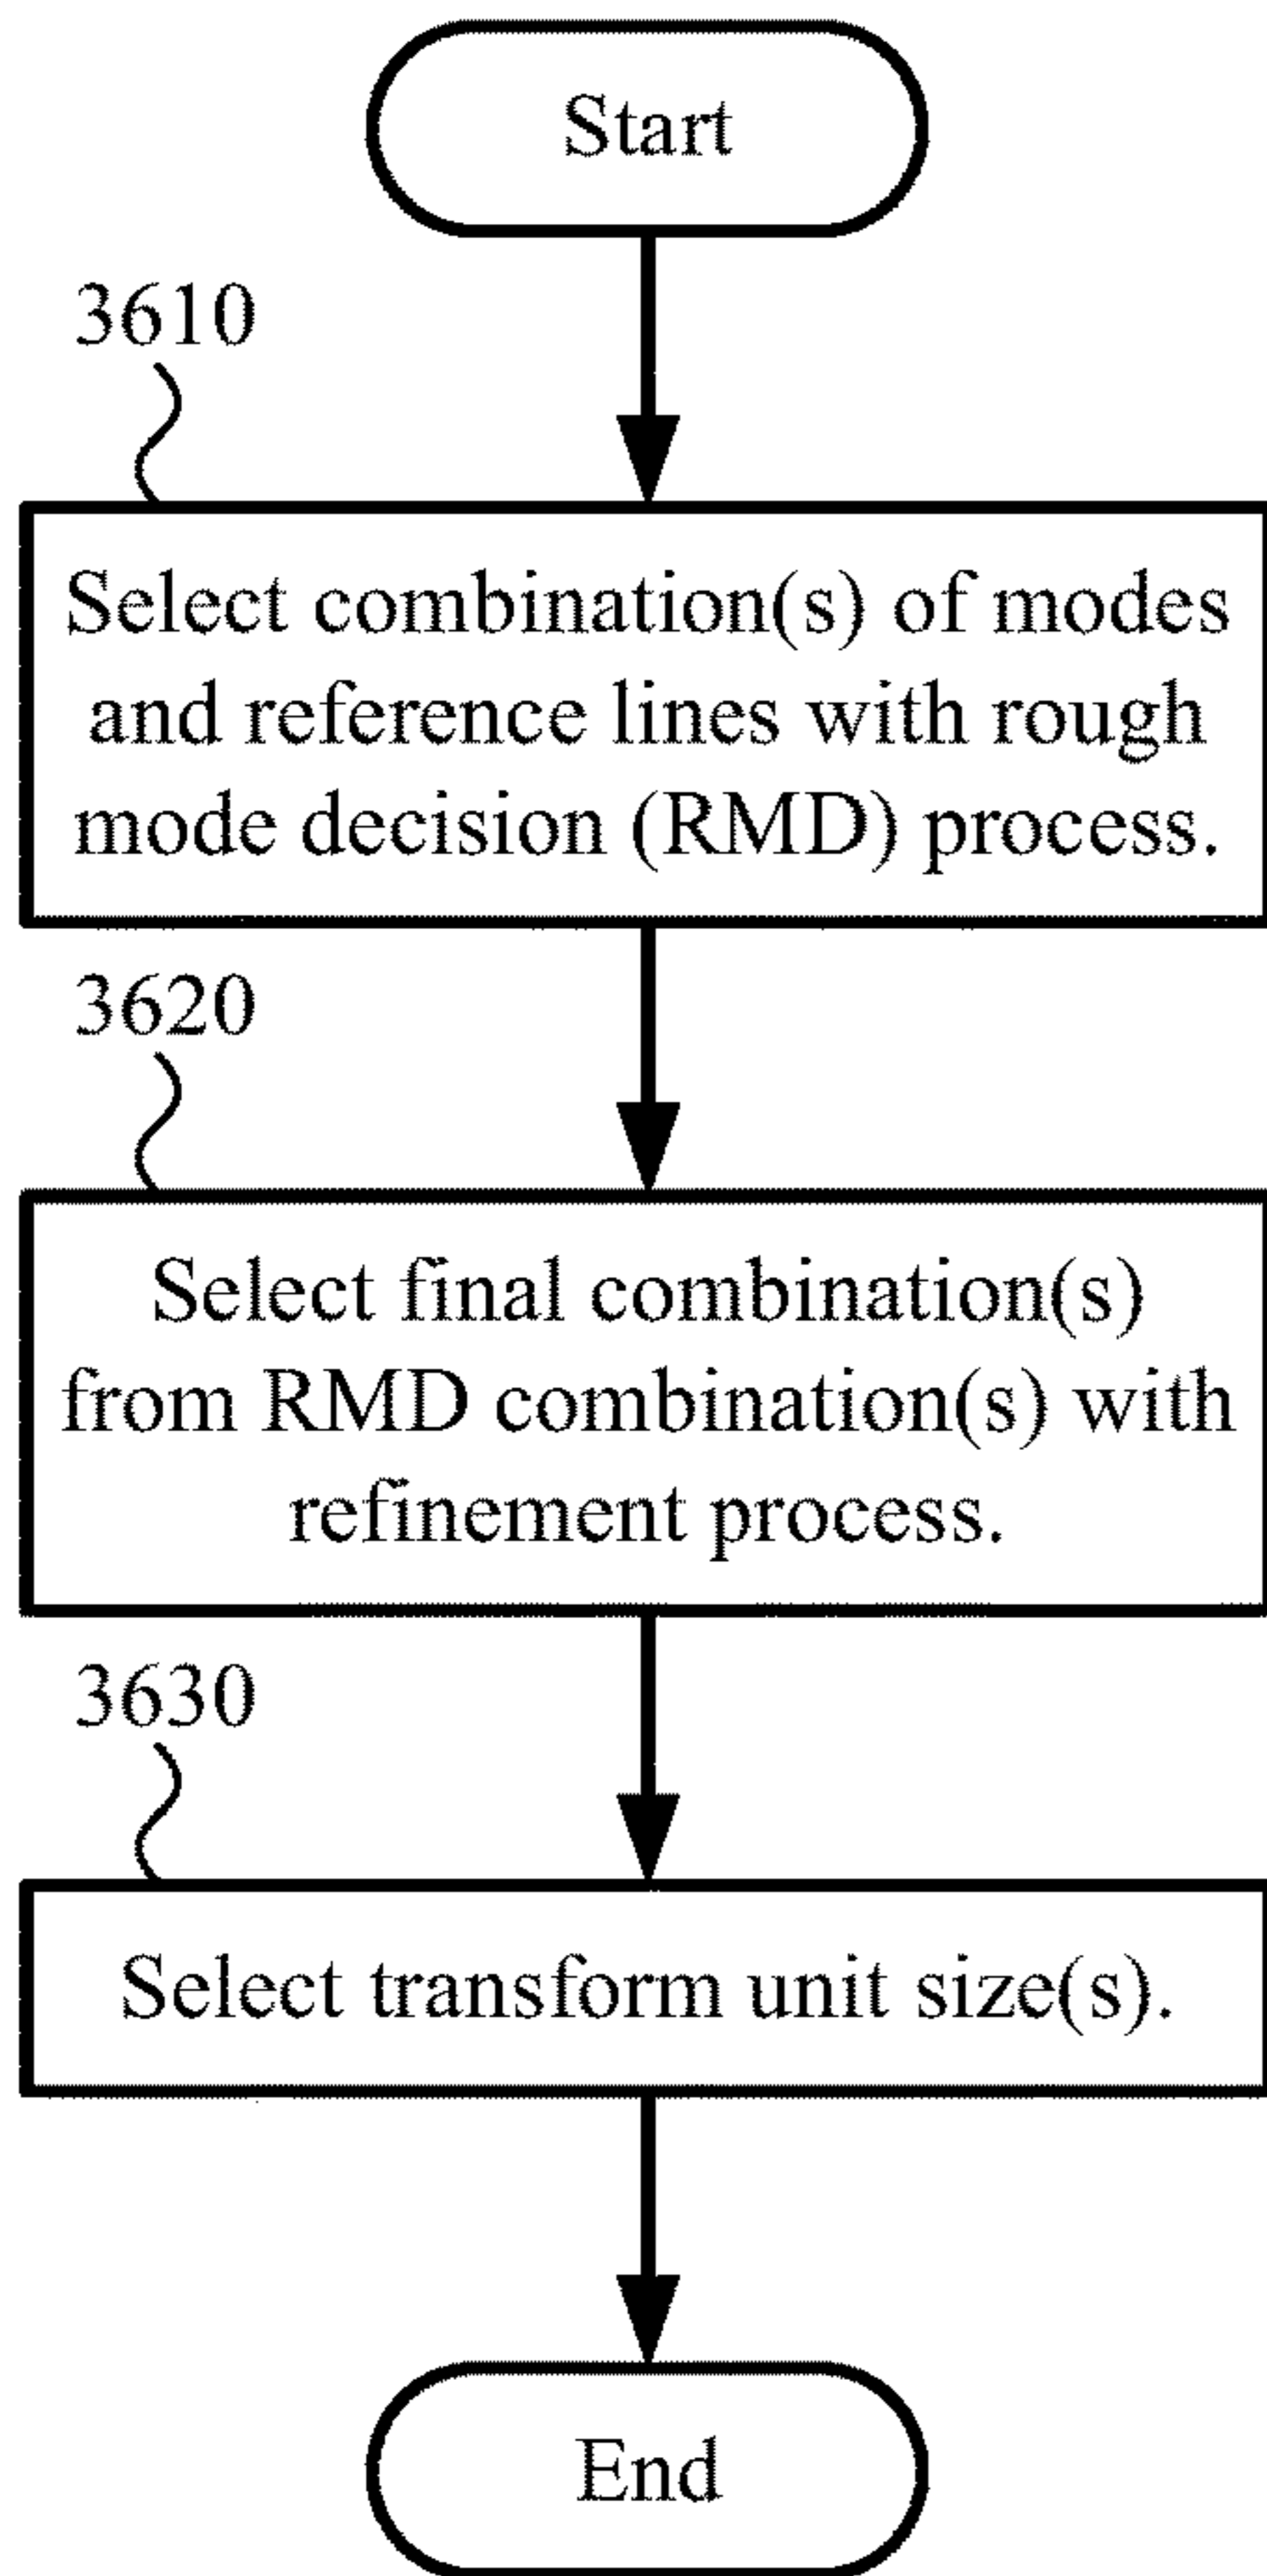 Start
3610
Select combination(s) of modes
and reference lines with rough
mode decision (RMD) process.
3620
Select final combination(s)
from RMD combination(s) with
refinement process.
3630
Select transform unit size(s).
End